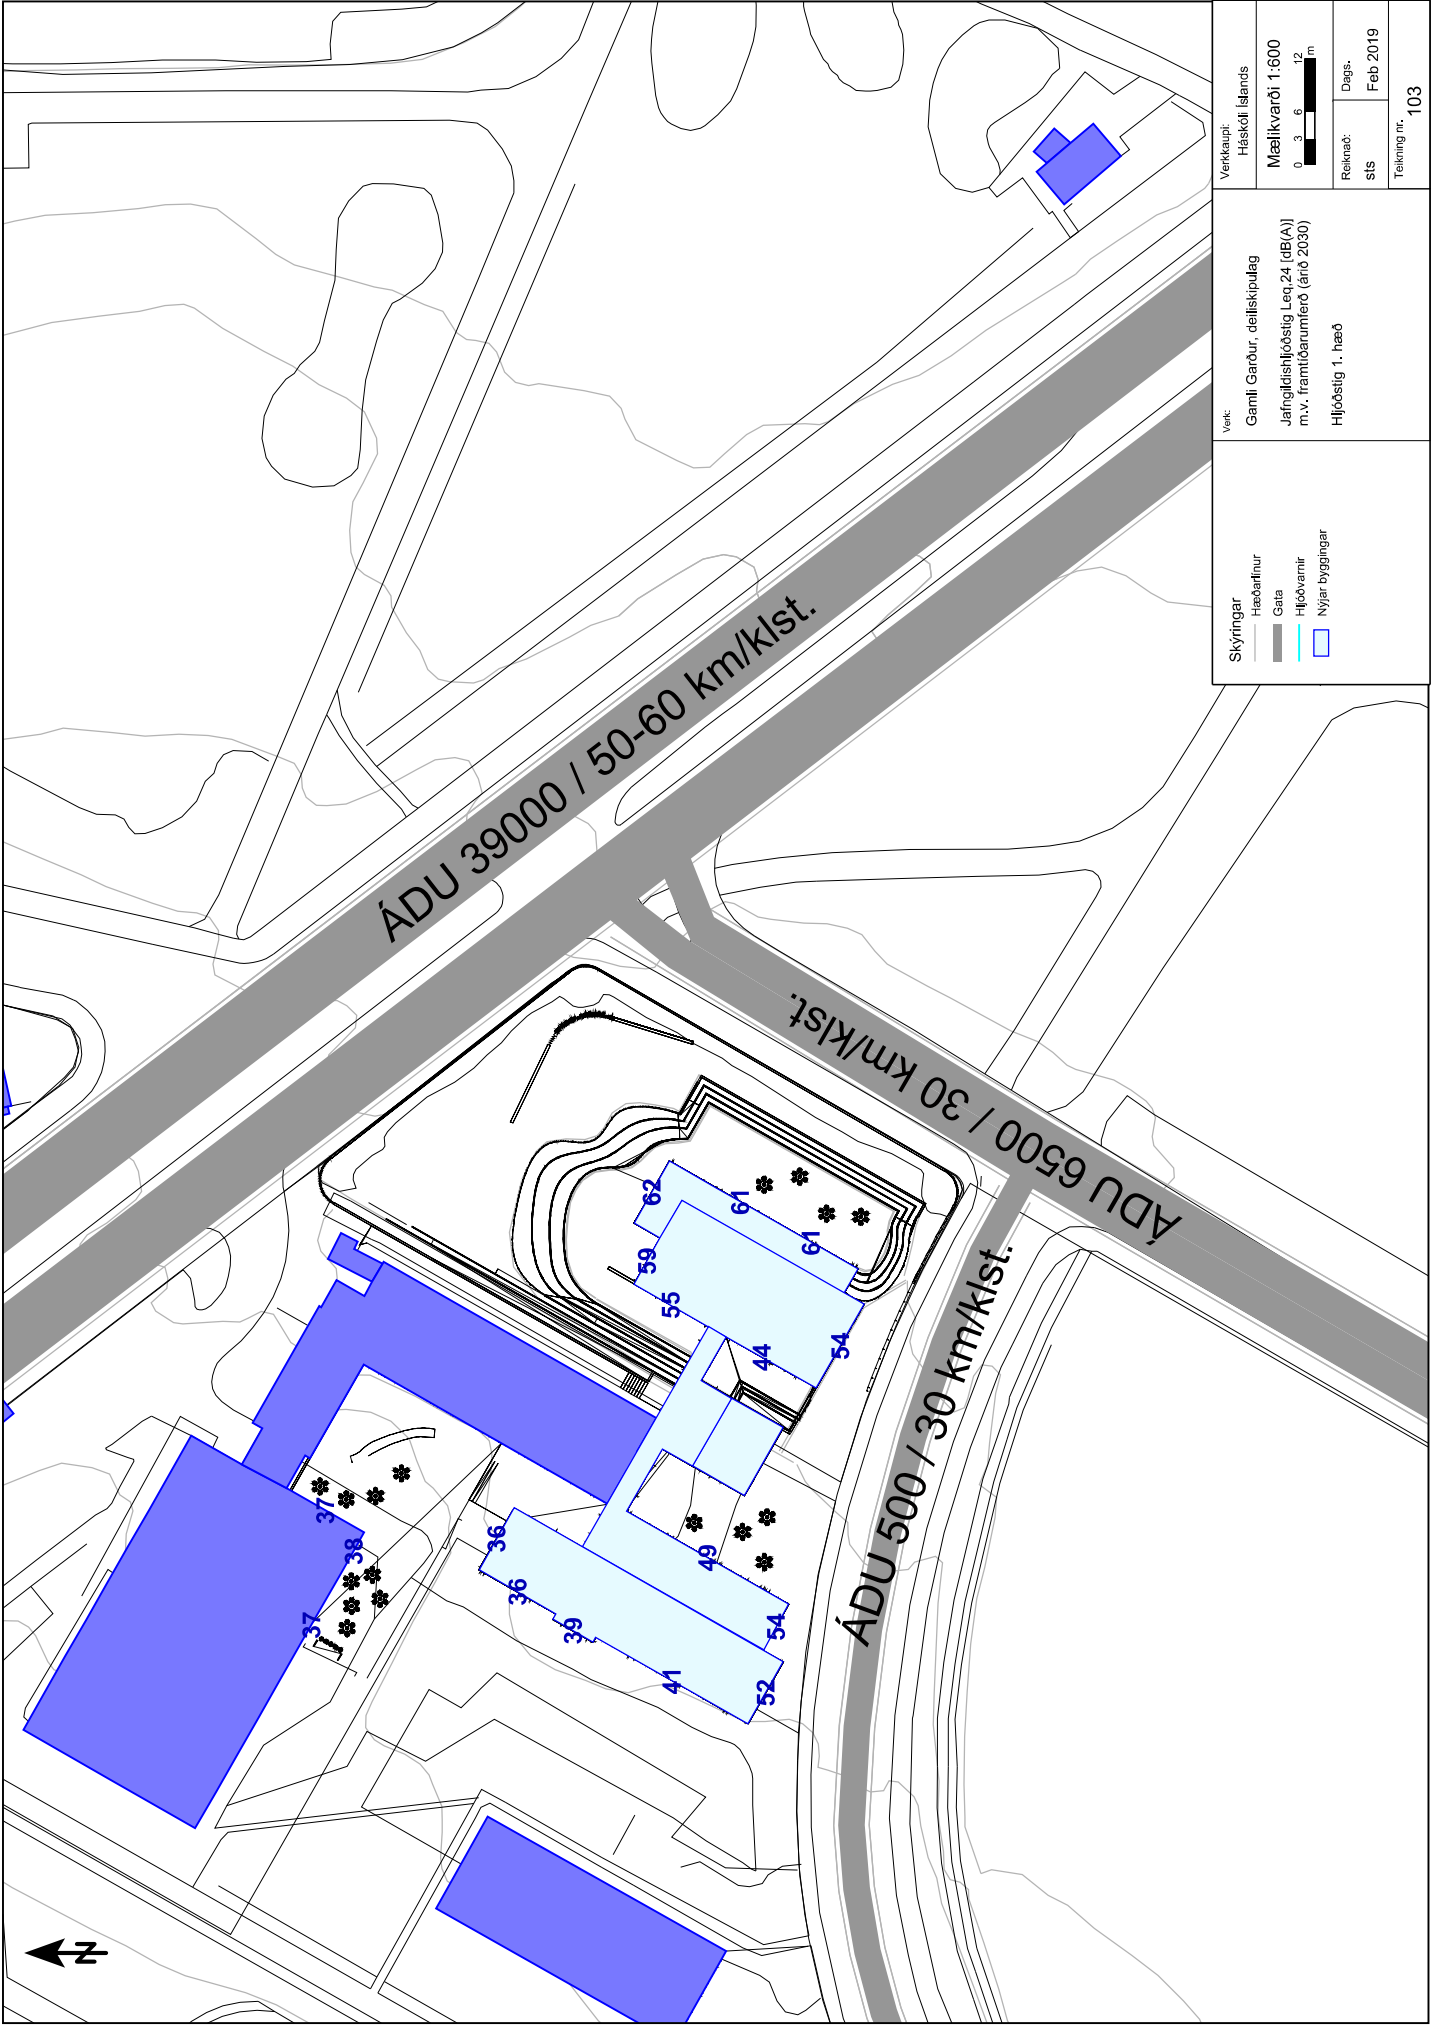 Verkkaupi:
Háskóli Íslands
Mælikvarði 1:600
0 3 6 12
m
Reiknað:
sts
Dags.
Feb 2019
Teikning nr.
103
Verk:
Gamli Garður, deiliskipulag
Jafngildishljóðstig Leq,24 [dB(A)]
m.v. framtíðarumferð (árið 2030)
Hljóðstig 1. hæð
Skýringar
Hæðarlínur
Gata
Hljóðvarnir
Nýjar byggingar
ÁDU 39000 / 50-60 km/klst.
ÁDU 6500 / 30 km/klst.
ÁDU 500 / 30 km/klst.
62
61
61
59
55
44
54
37
38
37
36
36
39
41
49
54
52
N